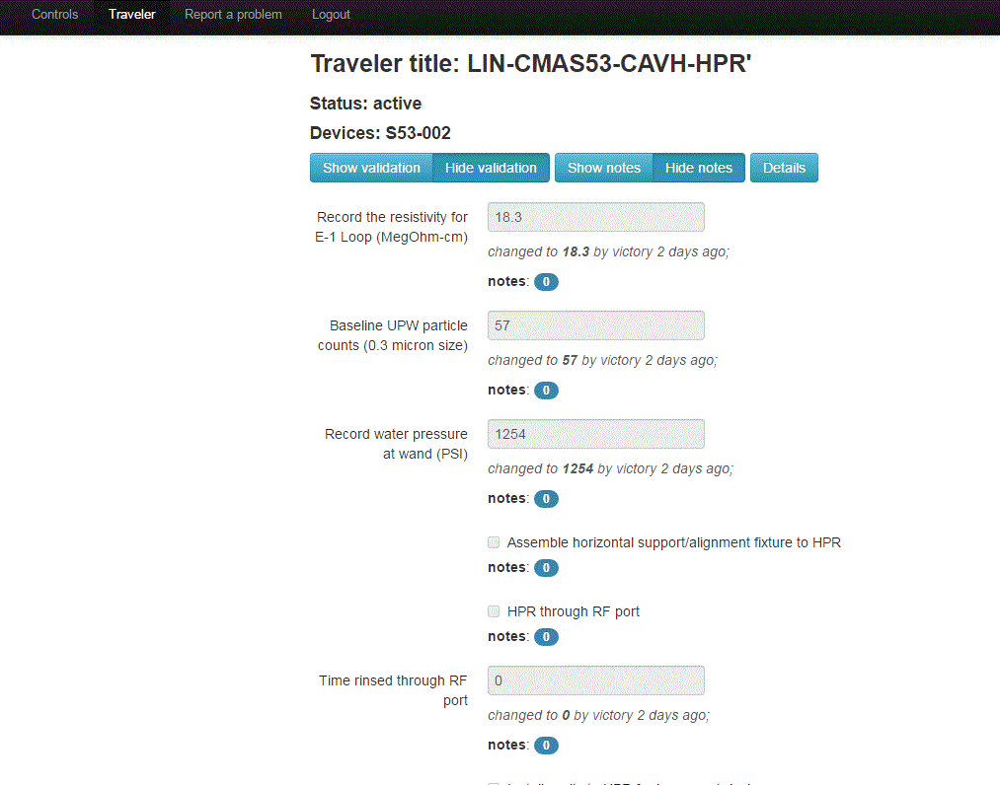 Controls Traveler Report a problem Logout
Traveler title: LIN-CMAS53-CAVH-HPR'
Status: active
Devices: S53-002
Show validation Hide validation Show notes Hide notes Details
Record the resistivity for 18.3
E-1 Loop (MegOhm-cm)
changed to 18.3 by victory 2 days ago;
notes: 0
Baseline UPW particle 57
counts (0.3 micron size)
changed to 57 by victory 2 days ago;
notes: 0
Record water pressure 1254
at wand (PSI)
changed to 1254 by victory 2 days ago;
notes: 0
Assemble horizontal support/alignment fixture to HPR
notes: 0
HPR through RF port
notes: 0
Time rinsed through RF 0
port
changed to 0 by victory 2 days ago;
notes: 0